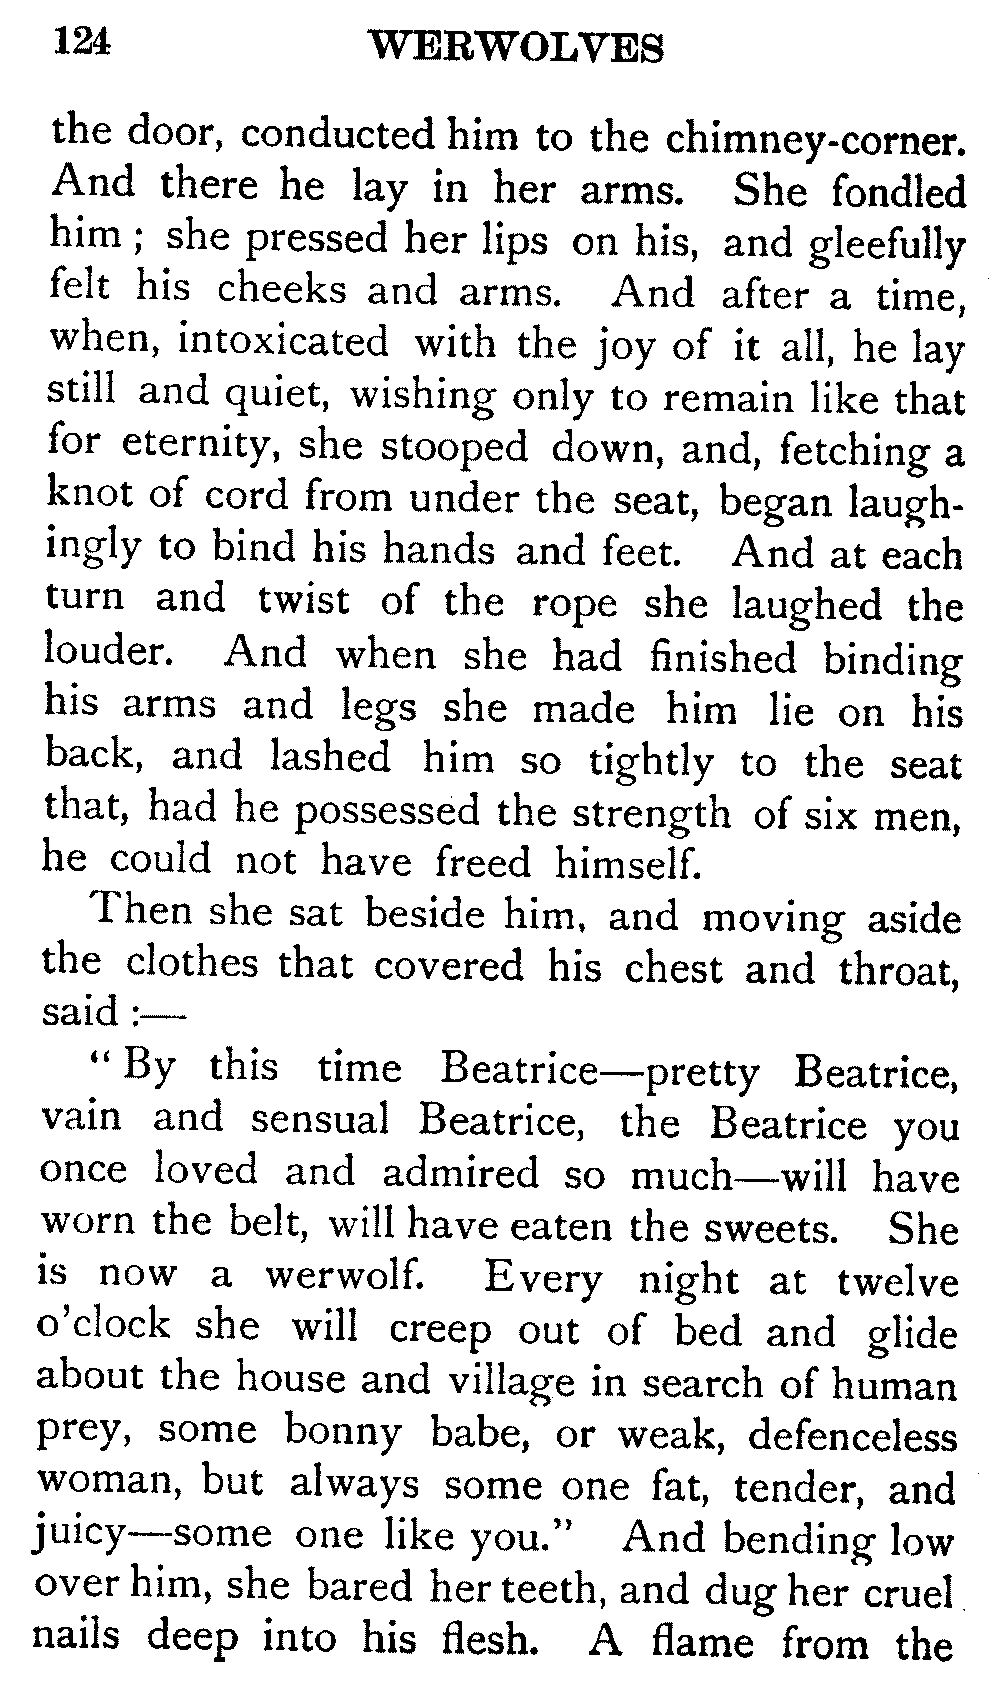 124 WERWOLVES
the door, conducted him to the chimney-corner.
And there he lay in her arms. She fondled
him ; she pressed her lips on his, and gleefully
felt his cheeks and arms. And after a time,
when, intoxicated with the joy of it all, he lay
still and quiet, wishing only to remain like that
for eternity, she stooped down, and, fetching a
knot of cord from under the seat, began laugh-
ingly to bind his hands and feet. And at each
turn and twist of the rope she laughed the
louder. And when she had finished binding
his arms and legs she made him lie on his
back, and lashed him so tightly to the seat
that, had he possessed the strength of six men,
he could not have freed himself.
Then she sat beside him, and moving aside
the clothes that covered his chest and throat,
said :—
“ By this time Beatrice—pretty Beatrice,
vain and sensual Beatrice, the Beatrice you
once loved and admired so much—will have
worn the belt, will have eaten the sweets. She
is now a werwolf. Every night at twelve
o’clock she will creep out of bed and glide
about the house and village in search of human
prey, some bonny babe, or weak, defenceless
woman, but always some one fat, tender, and
juicy—some one like you.” And bending low
over him, she bared her teeth, and dug her cruel
nails deep into his flesh. A flame from the